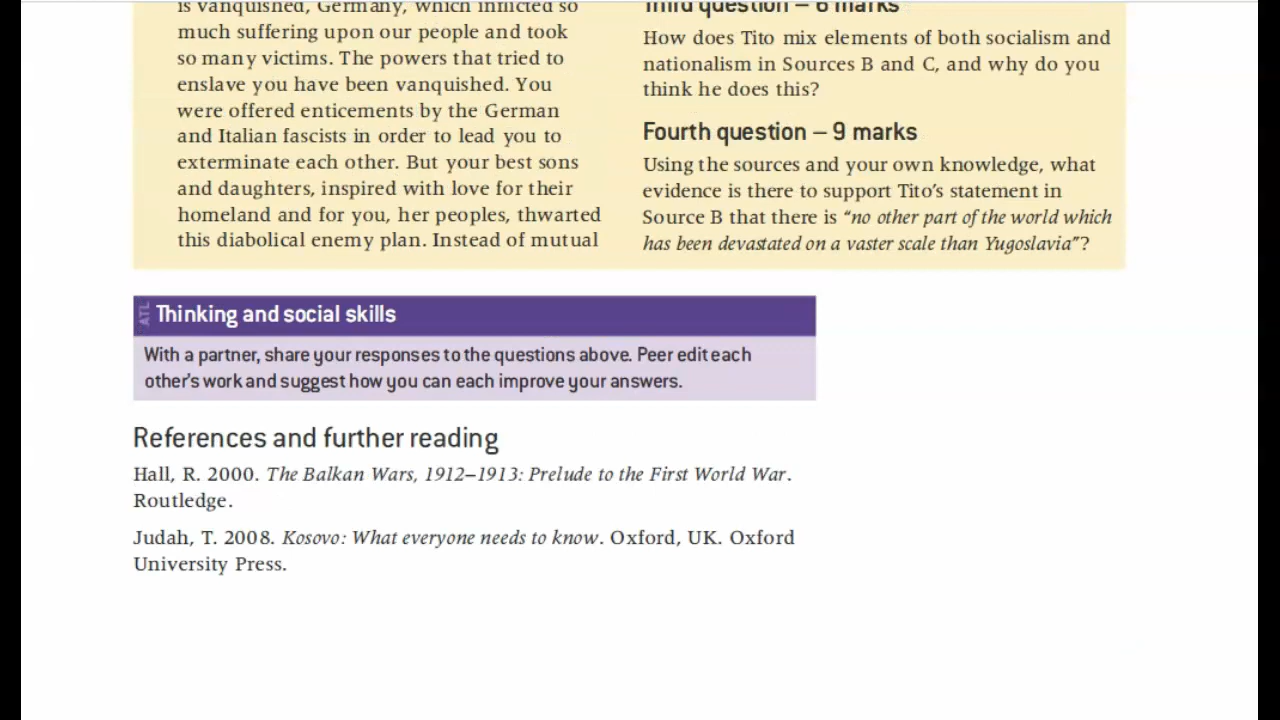 is vanquished, Germany, which inflicted so
much suffering upon our people and took
so many victims. The powers that tried to
enslave you have been vanquished. You
were offered enticements by the German
and Italian fascists in order to lead you to
exterminate each other. But your best sons
and daughters, inspired with love for their
homeland and for you, her peoples, thwarted
this diabolical enemy plan. Instead of mutual
Third question – 6 marks
How does Tito mix elements of both socialism and
nationalism in Sources B and C, and why do you
think he does this?
Fourth question – 9 marks
Using the sources and your own knowledge, what
evidence is there to support Tito's statement in
Source B that there is “no other part of the world which
has been devastated on a vaster scale than Yugoslavia”?
ATL
Thinking and social skills
With a partner, share your responses to the questions above. Peer edit each
other's work and suggest how you can each improve your answers.
References and further reading
Hall, R. 2000. The Balkan Wars, 1912–1913: Prelude to the First World War.
Routledge.
Judah, T. 2008. Kosovo: What everyone needs to know. Oxford, UK. Oxford
University Press.